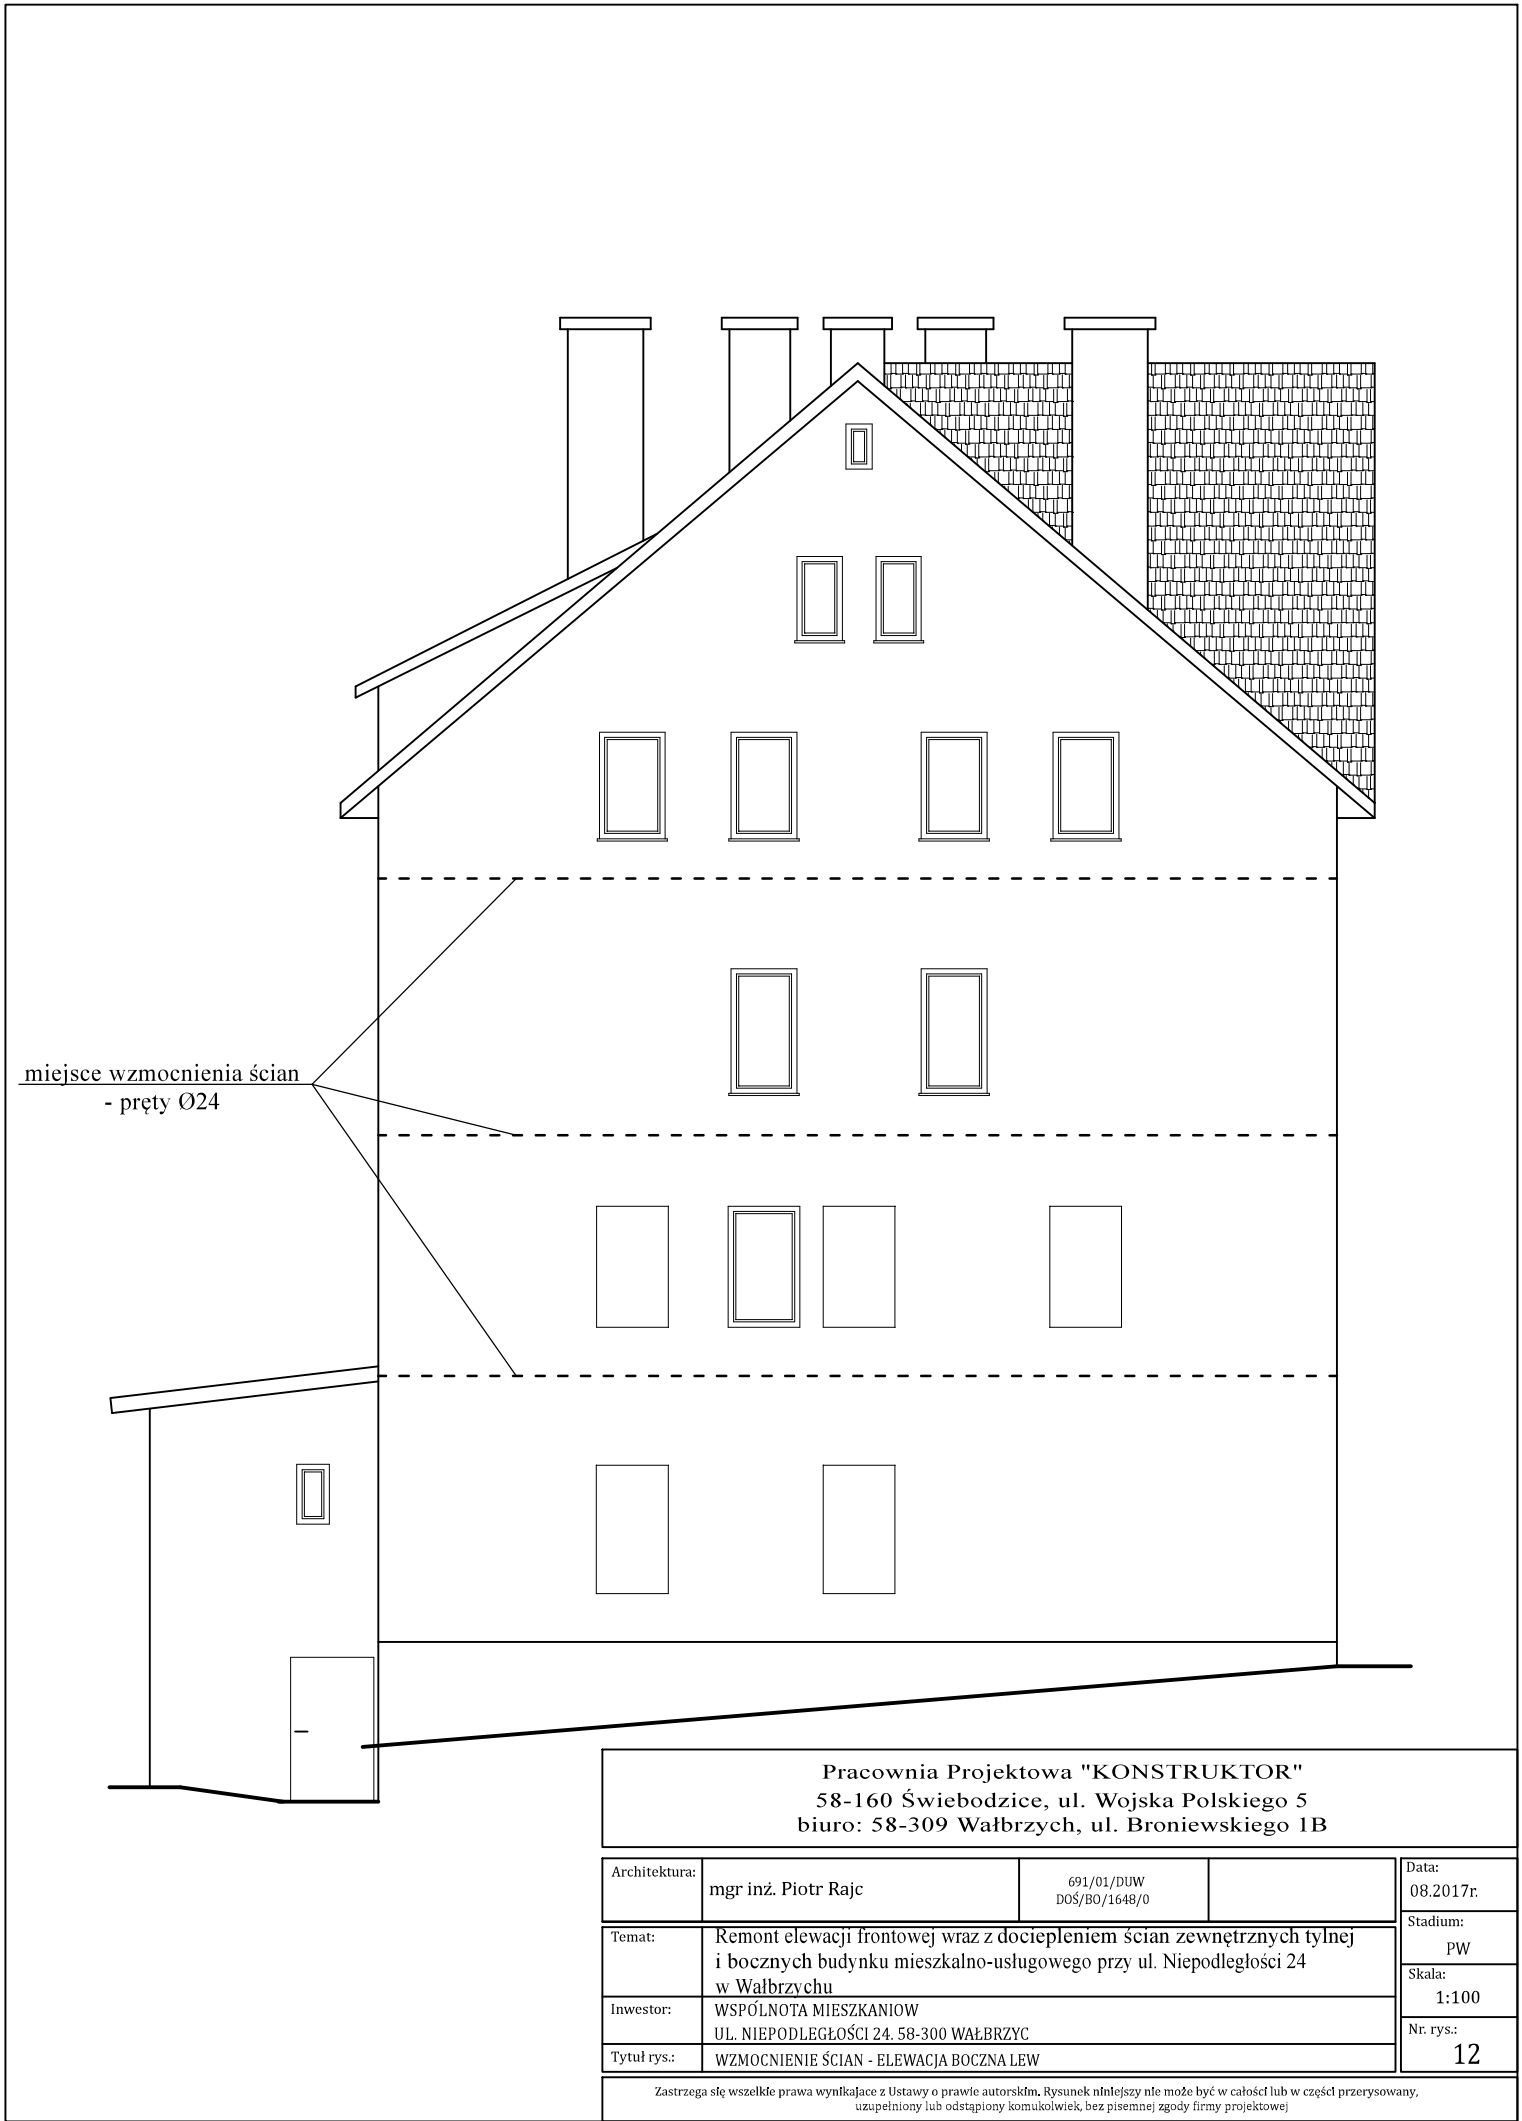 miejsce wzmocnienia ścian
- pręty Ø24
Pracownia Projektowa "KONSTRUKTOR"
58-160 Świebodzice, ul. Wojska Polskiego 5
biuro: 58-309 Wałbrzych, ul. Broniewskiego 1B
Architektura:
mgr inż. Piotr Rajc
691/01/DUW
DOŚ/BO/1648/0
Data:
08.2017r.
Temat:
Remont elewacji frontowej wraz z dociepleniem ścian zewnętrznych tylnej
i bocznych budynku mieszkalno-usługowego przy ul. Niepodległości 24
w Wałbrzychu
Stadium:
PW
Skala:
1:100
Inwestor:
WSPÓLNOTA MIESZKANIOW
UL. NIEPODLEGŁOŚCI 24. 58-300 WAŁBRZYC
Nr. rys.:
12
Tytuł rys.:
WZMOCNIENIE ŚCIAN - ELEWACJA BOCZNA LEW
Zastrzega się wszelkie prawa wynikajace z Ustawy o prawie autorskim. Rysunek niniejszy nie może być w całości lub w części przerysowany,
uzupełniony lub odstąpiony komukolwiek, bez pisemnej zgody firmy projektowej